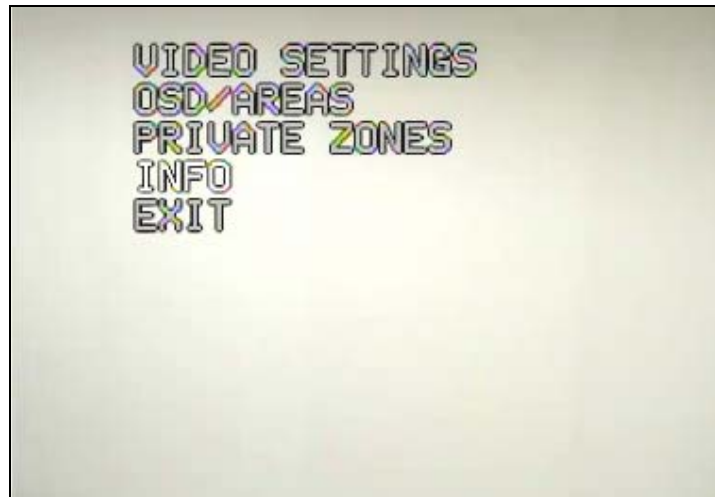 VIDEO SETTINGS
OSD/AREAS
PRIVATE ZONES
INFO
EXIT